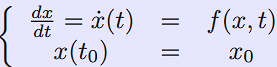 dx/dt = ẋ(t) = f(x, t)
x(t₀) = x₀